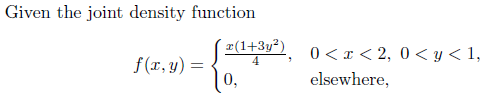 Given the joint density function
f(x, y) = { x(1+3y²)/4, 0 < x < 2, 0 < y < 1,
0, elsewhere,